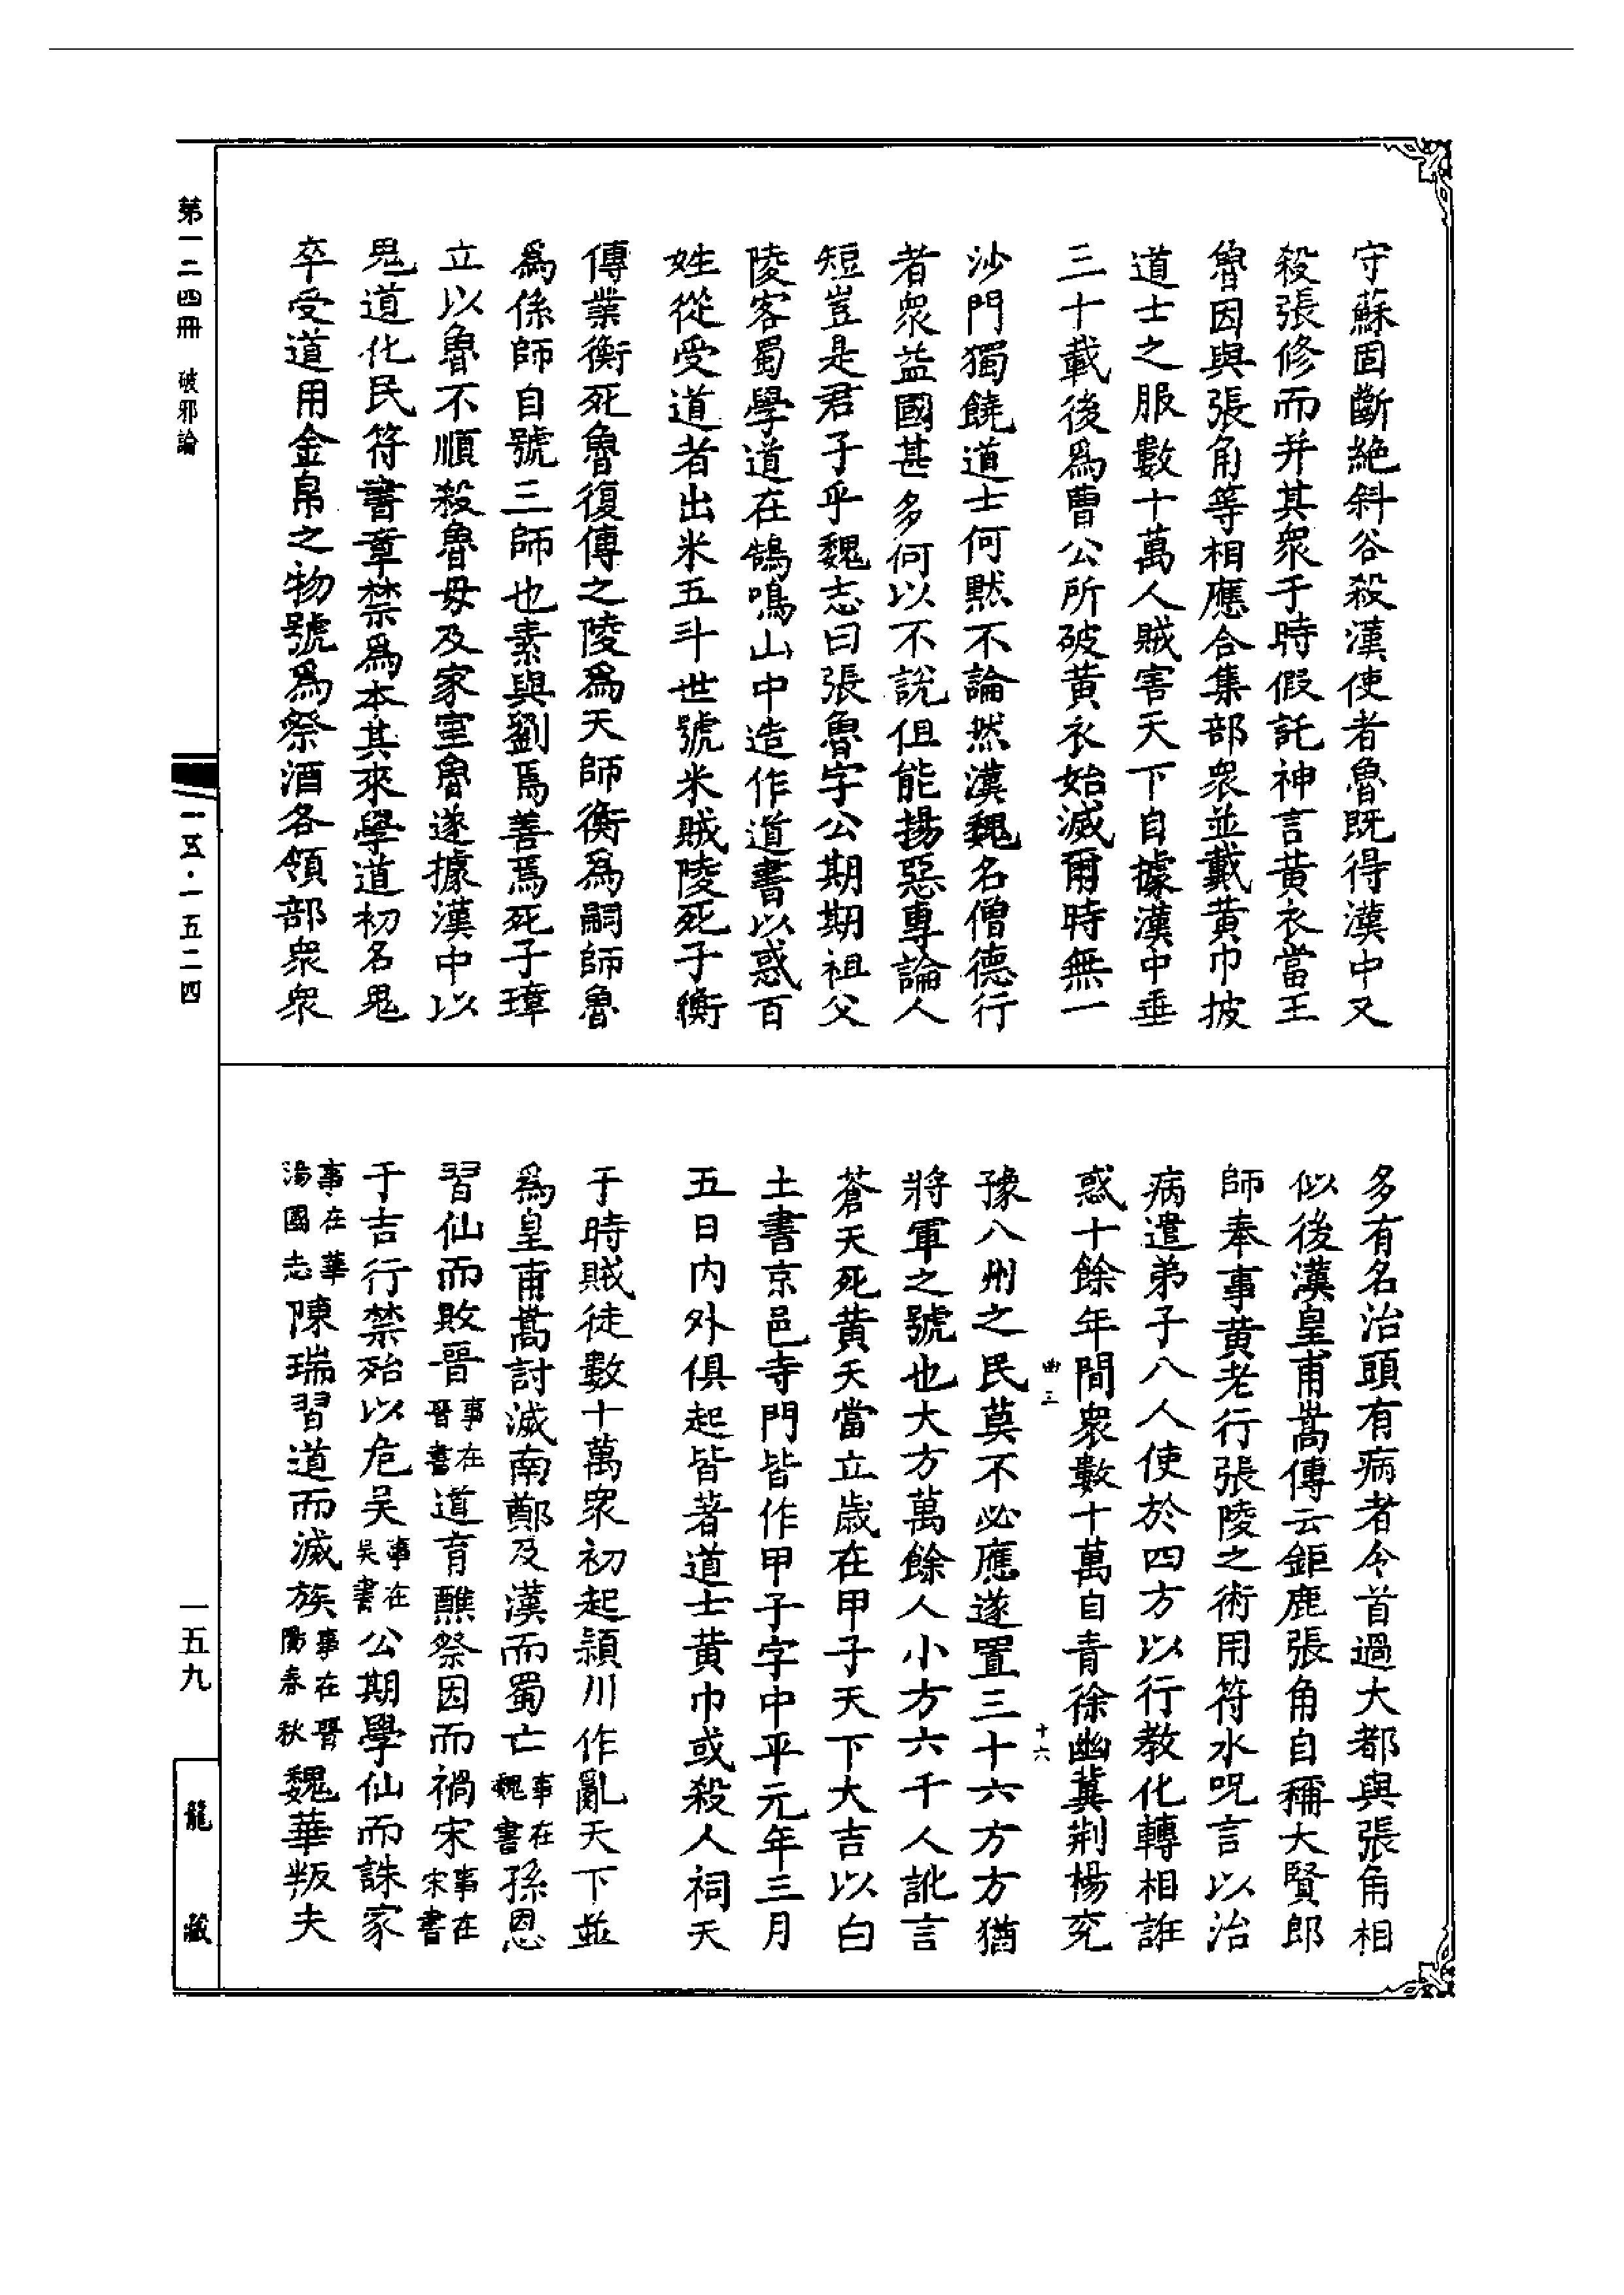 守蘇固斷絶斜谷殺漢使者魯既得漢中又
殺張修而并其衆于時假託神言黃衣當王
魯因與張角等相應合集部衆並戴黃巾披
道士之服數十萬人賊害天下自據漢中垂
三十載後爲曹公所破黃衣始滅爾時無一
沙門獨饒道士何黙不論然漢魏名僧德行
者衆益國甚多何以不說但能揚惡專論人
短豈是君子乎魏志曰張魯字公期期祖父
陵客蜀學道在鵠鳴山中造作道書以惑百
姓從受道者出米五斗世號米賊陵死子衡
傳業衡死魯復傳之陵爲天師衡爲嗣師魯
爲係師自號三師也素與劉焉善焉死子璋
立以魯不順殺魯母及家室魯遂據漢中以
鬼道化民符書章禁爲本其來學道初名鬼
卒受道用金帛之物號爲祭酒各領部衆衆
多有名治頭有病者令首過大都與張角相
似後漢皇甫嵩傳云鉅鹿張角自稱大賢郎
師奉事黃老行張陵之術用符水呪言以治
病遣弟子八人使於四方以行教化轉相誑
惑十餘年間衆數十萬自青徐幽冀荆楊兖
曲三 十六
豫八州之民莫不必應遂置三十六方方猶
將軍之號也大方萬餘人小方六千人訛言
蒼天死黃天當立歲在甲子天下大吉以白
土書京邑寺門皆作甲子字中平元年三月
五日内外俱起皆著道士黃巾或殺人祠天
于時賊徒數十萬衆初起頴川作亂天下並
爲皇甫嵩討滅南鄭及漢而蜀亡事在魏書孫恩
習仙而敗晉事在晉書道育醮祭因而禍宋事在宋書
于吉行禁殆以危吳事在吳書公期學仙而誅家
事在華湯國志陳瑞習道而滅族事在晉陽春秋魏華叛夫
第一二四冊 破邪論
一五·一五二四
一五九
龍藏